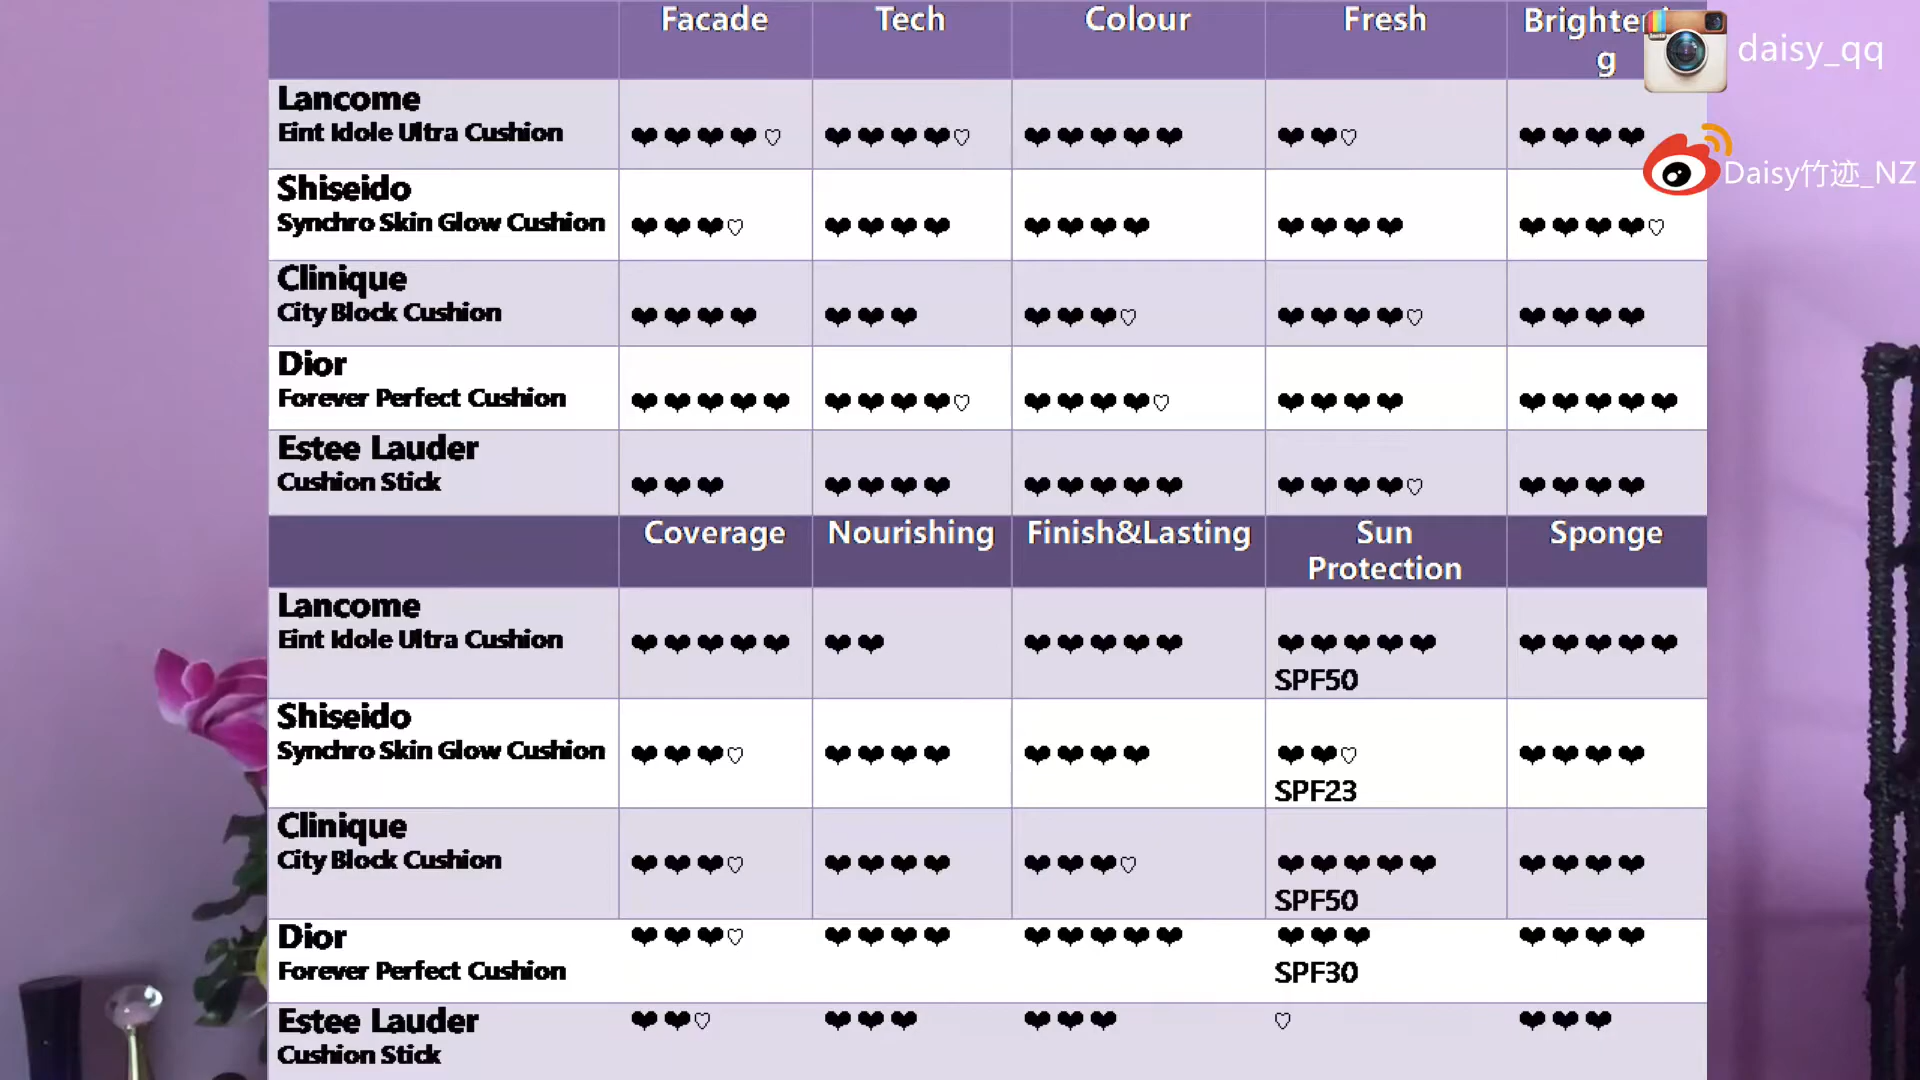 Facade Tech Colour Fresh
g
daisy_qq
Lancome
Eint Idole Ultra Cushion ❤❤❤❤♡ ❤❤❤❤♡ ❤❤❤❤❤ ❤❤♡ ❤❤❤❤
Daisy竹迹_NZ
Shiseido
Synchro Skin Glow Cushion ❤❤❤♡ ❤❤❤❤ ❤❤❤❤ ❤❤❤❤ ❤❤❤❤♡
Clinique
City Block Cushion ❤❤❤❤ ❤❤❤ ❤❤❤♡ ❤❤❤❤♡ ❤❤❤❤
Dior
Forever Perfect Cushion ❤❤❤❤❤ ❤❤❤❤♡ ❤❤❤❤♡ ❤❤❤❤ ❤❤❤❤❤
Estee Lauder
Cushion Stick ❤❤❤ ❤❤❤❤ ❤❤❤❤❤ ❤❤❤❤♡ ❤❤❤❤
Coverage Nourishing Finish&Lasting Sun Sponge
Protection
Lancome
Eint Idole Ultra Cushion ❤❤❤❤❤ ❤❤ ❤❤❤❤❤ ❤❤❤❤❤ ❤❤❤❤❤
SPF50
Shiseido
Synchro Skin Glow Cushion ❤❤❤♡ ❤❤❤❤ ❤❤❤❤ ❤❤♡ ❤❤❤❤
SPF23
Clinique
City Block Cushion ❤❤❤♡ ❤❤❤❤ ❤❤❤♡ ❤❤❤❤❤ ❤❤❤❤
SPF50
Dior ❤❤❤♡ ❤❤❤❤ ❤❤❤❤❤ ❤❤❤ ❤❤❤❤
Forever Perfect Cushion SPF30
Estee Lauder ❤❤♡ ❤❤❤ ❤❤❤ ♡ ❤❤❤
Cushion Stick